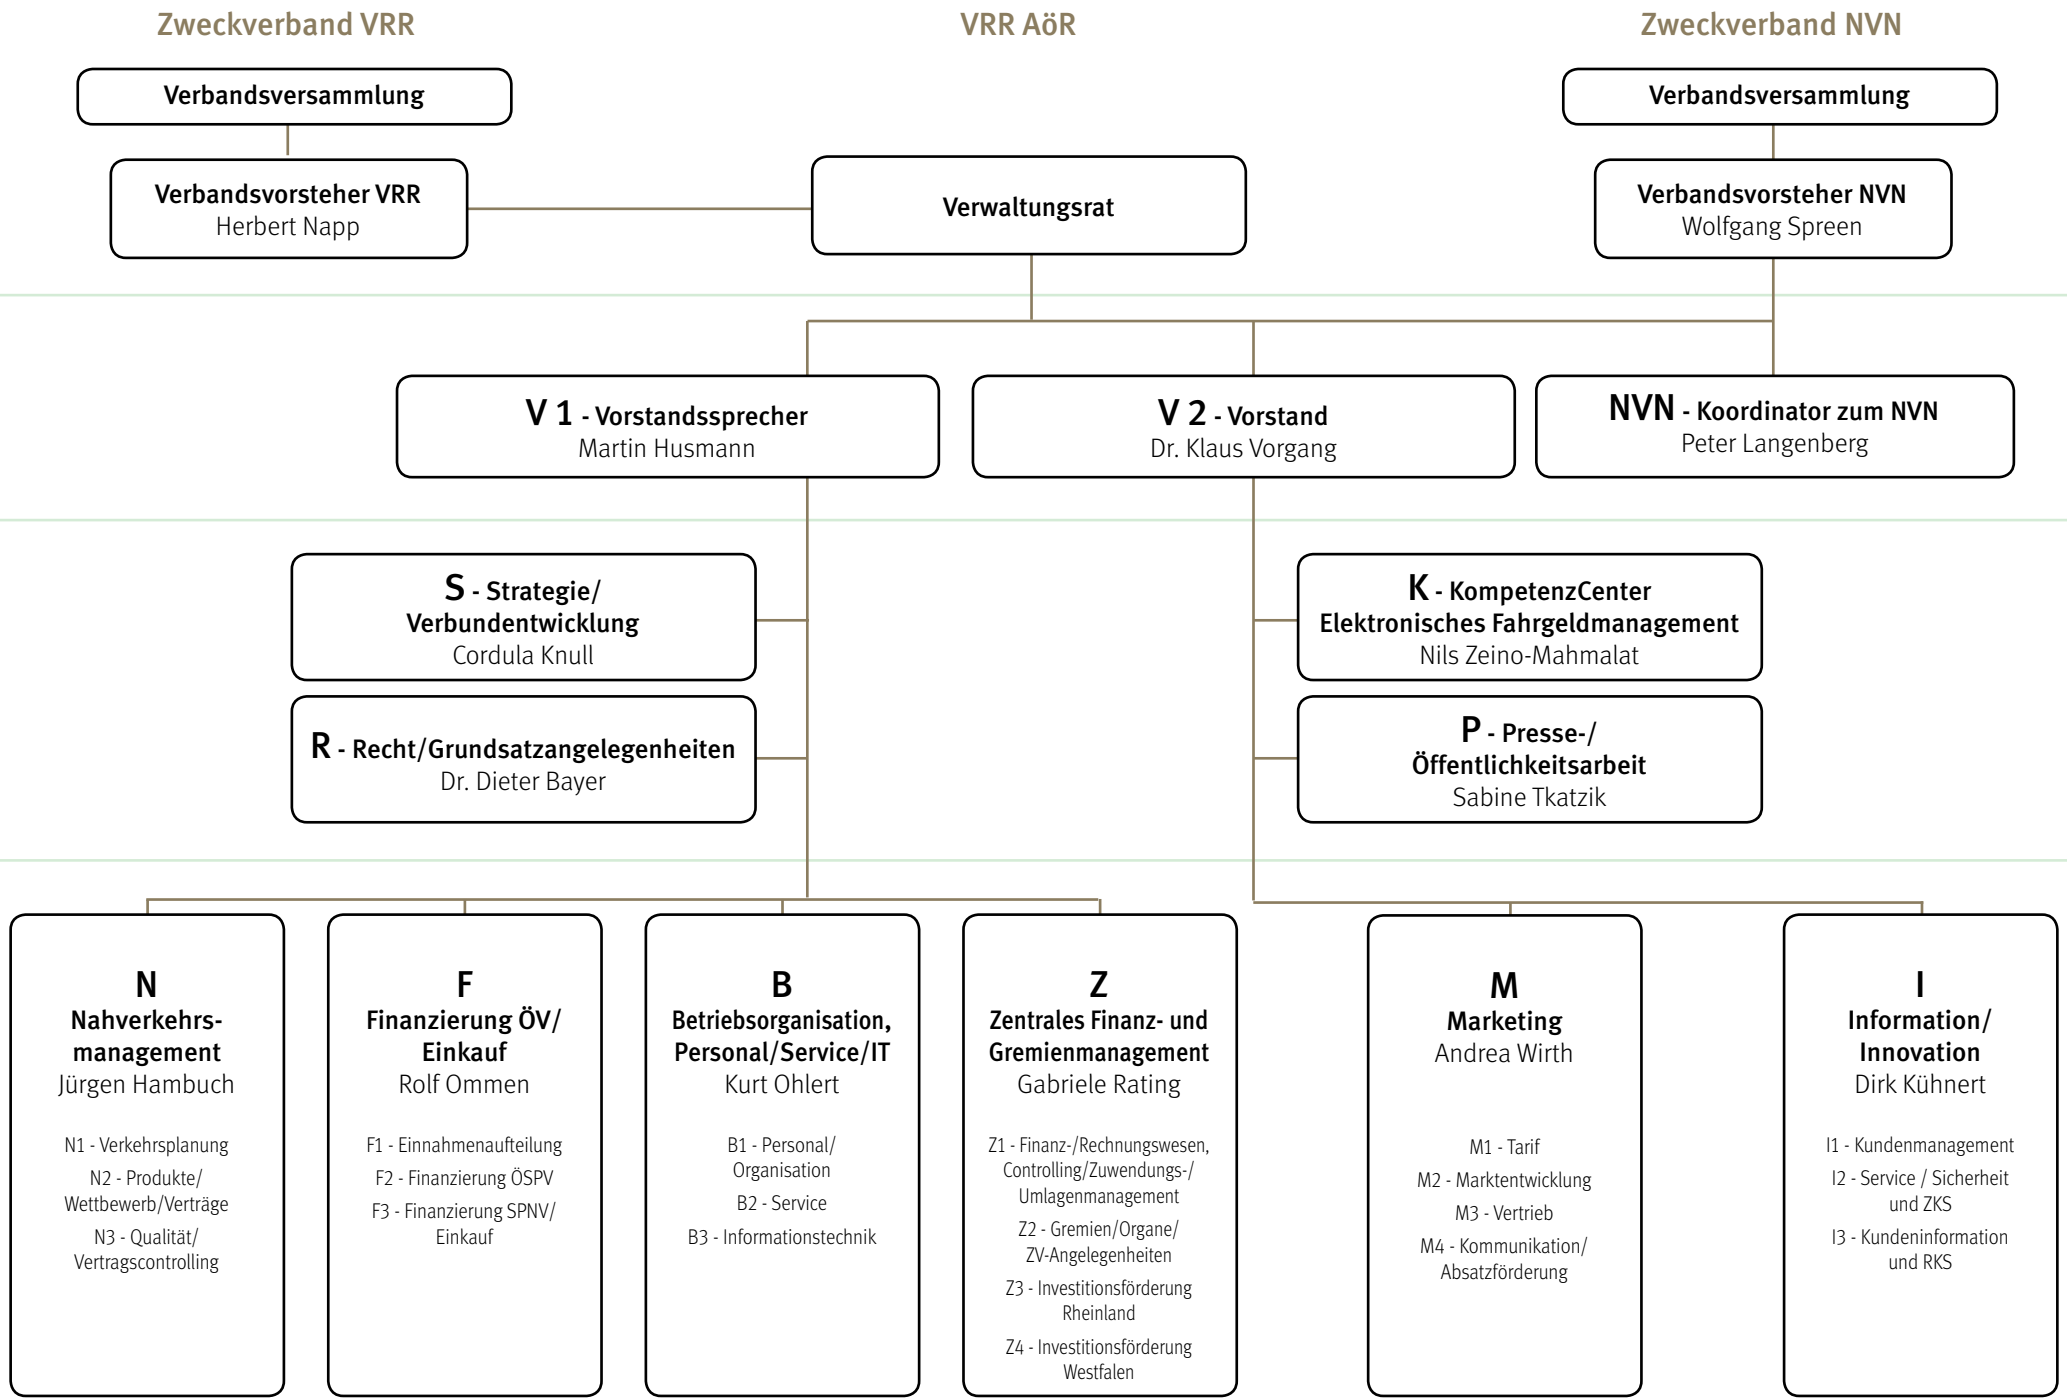 Zweckverband VRR
VRR AöR
Zweckverband NVN
Verbandsversammlung
Verbandsversammlung
Verbandsvorsteher VRR
Herbert Napp
Verwaltungsrat
Verbandsvorsteher NVN
Wolfgang Spreen
V 1 - Vorstandssprecher
Martin Husmann
V 2 - Vorstand
Dr. Klaus Vorgang
NVN - Koordinator zum NVN
Peter Langenberg
S - Strategie/
Verbundentwicklung
Cordula Knull
K - KompetenzCenter
Elektronisches Fahrgeldmanagement
Nils Zeino-Mahmalat
R - Recht/Grundsatzangelegenheiten
Dr. Dieter Bayer
P - Presse-/
Öffentlichkeitsarbeit
Sabine Tkatzik
N
Nahverkehrs-
management
Jürgen Hambuch
N1 - Verkehrsplanung
N2 - Produkte/
Wettbewerb/Verträge
N3 - Qualität/
Vertragscontrolling
F
Finanzierung ÖV/
Einkauf
Rolf Ommen
F1 - Einnahmenaufteilung
F2 - Finanzierung ÖSPV
F3 - Finanzierung SPNV/
Einkauf
B
Betriebsorganisation,
Personal/Service/IT
Kurt Ohlert
B1 - Personal/
Organisation
B2 - Service
B3 - Informationstechnik
Z
Zentrales Finanz- und
Gremienmanagement
Gabriele Rating
Z1 - Finanz-/Rechnungswesen,
Controlling/Zuwendungs-/
Umlagenmanagement
Z2 - Gremien/Organe/
ZV-Angelegenheiten
Z3 - Investitionsförderung
Rheinland
Z4 - Investitionsförderung
Westfalen
M
Marketing
Andrea Wirth
M1 - Tarif
M2 - Marktentwicklung
M3 - Vertrieb
M4 - Kommunikation/
Absatzförderung
I
Information/
Innovation
Dirk Kühnert
I1 - Kundenmanagement
I2 - Service / Sicherheit
und ZKS
I3 - Kundeninformation
und RKS